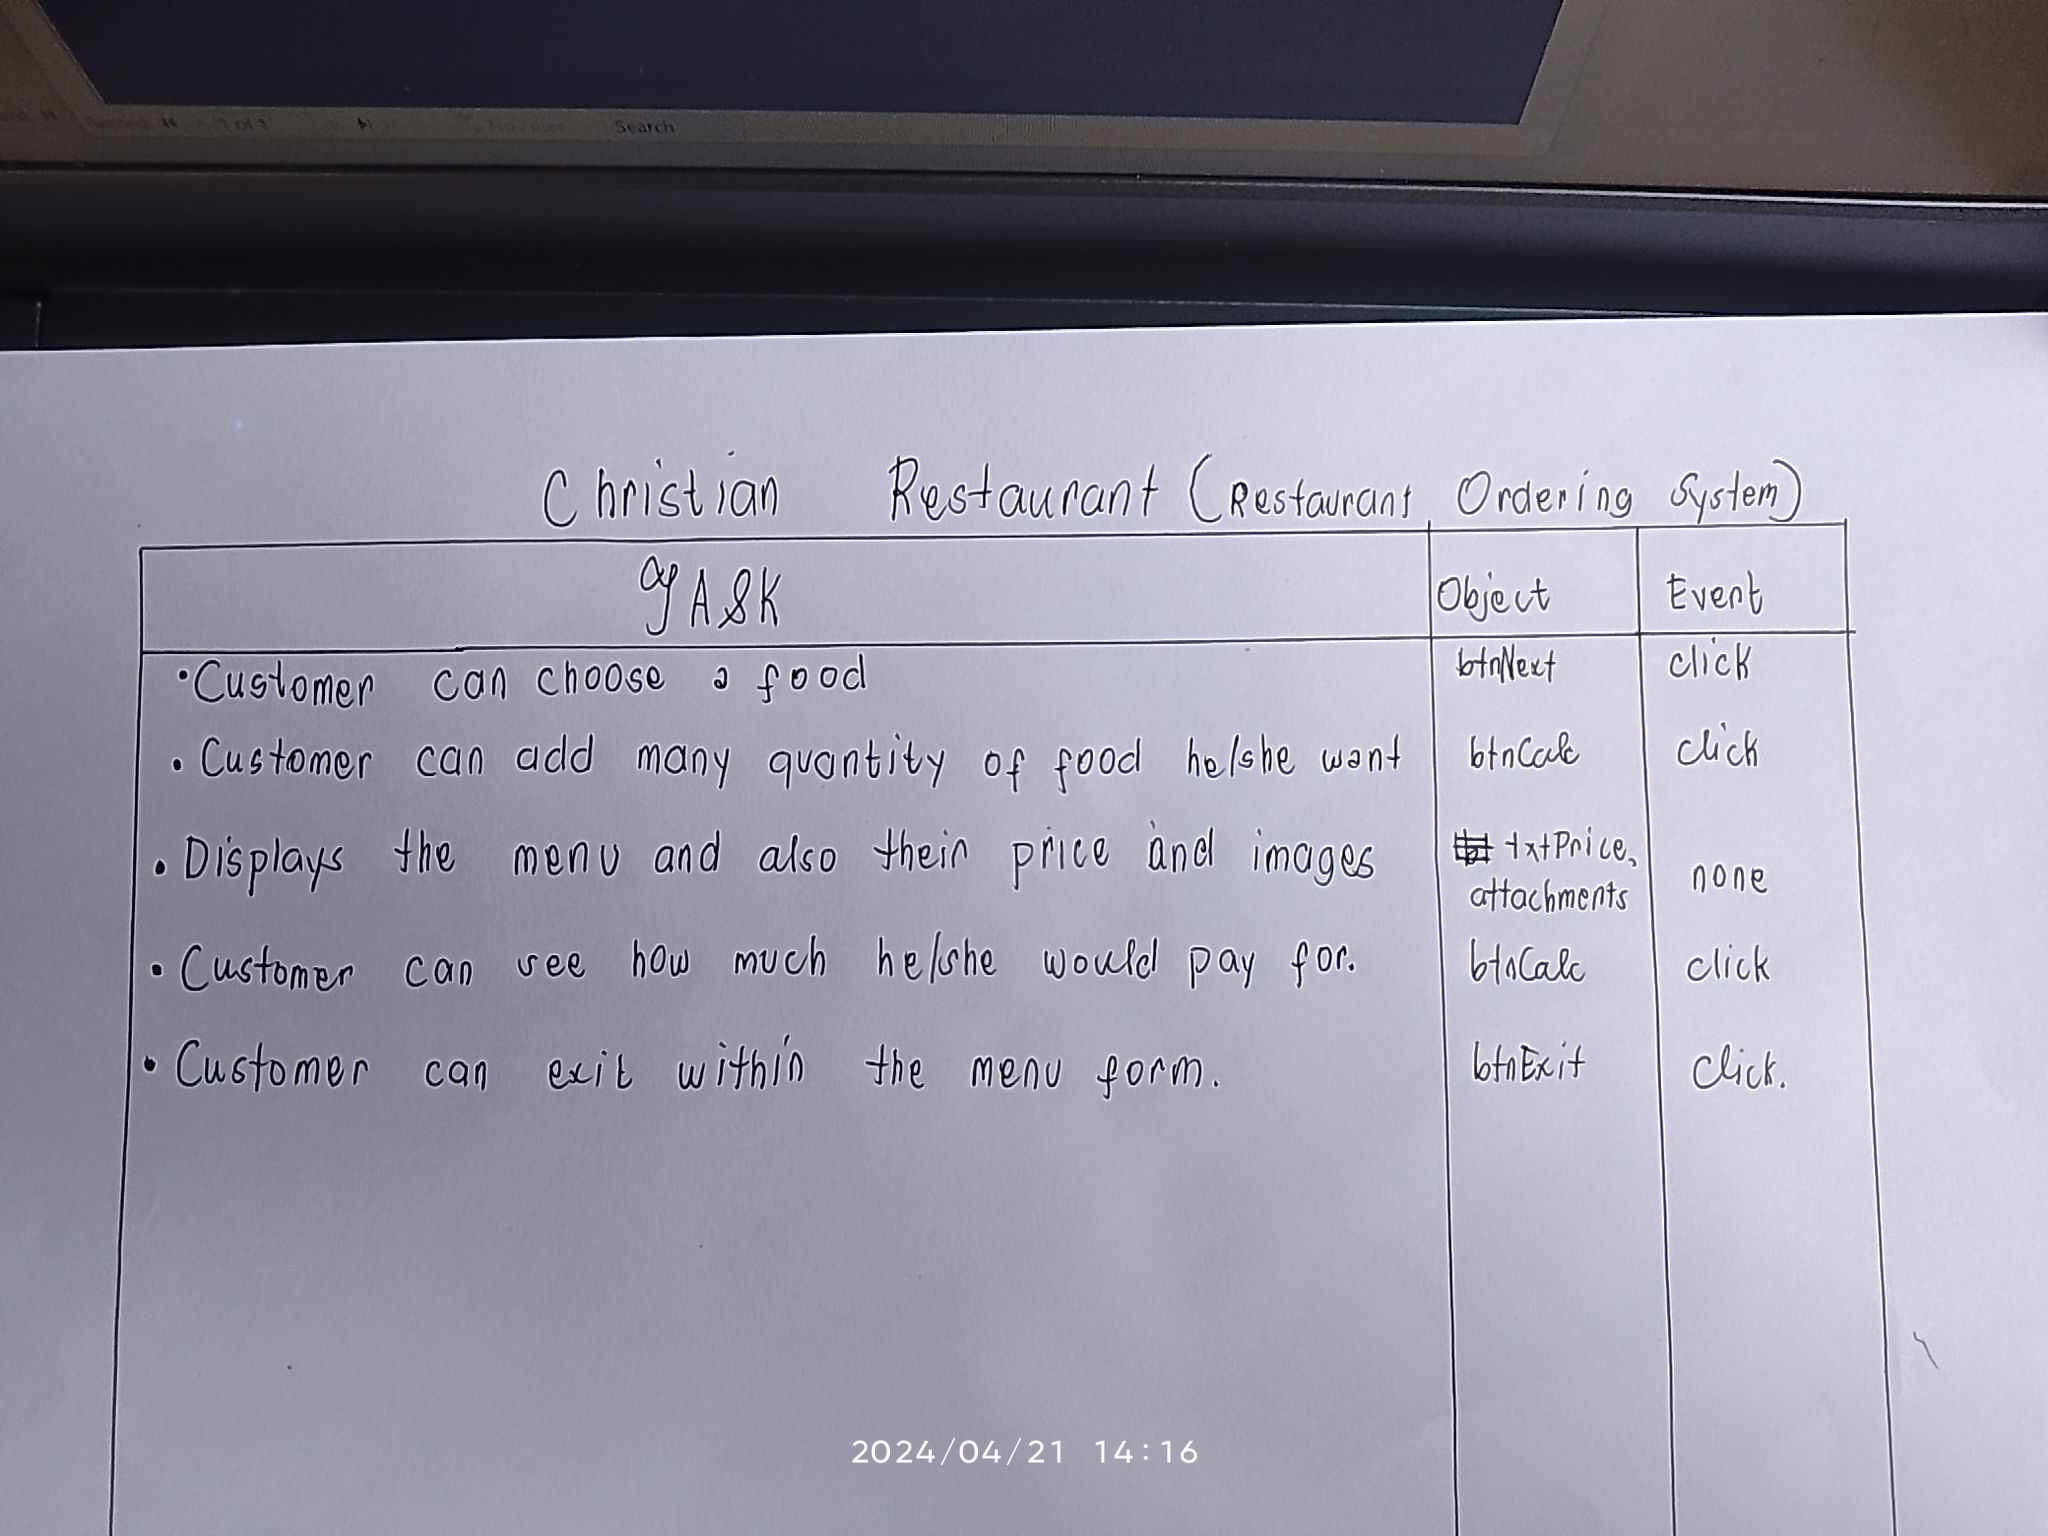 1 of 1 Search
Christian Restaurant (Restaurant Ordering System)
TASK Object Event
• Customer can choose a food btnNext click
• Customer can add many quantity of food he/she want btnCalc click
• Displays the menu and also their price and images txtPrice, attachments none
• Customer can see how much he/she would pay for. btnCalc click
• Customer can exit within the menu form. btnExit click.
2024/04/21 14:16